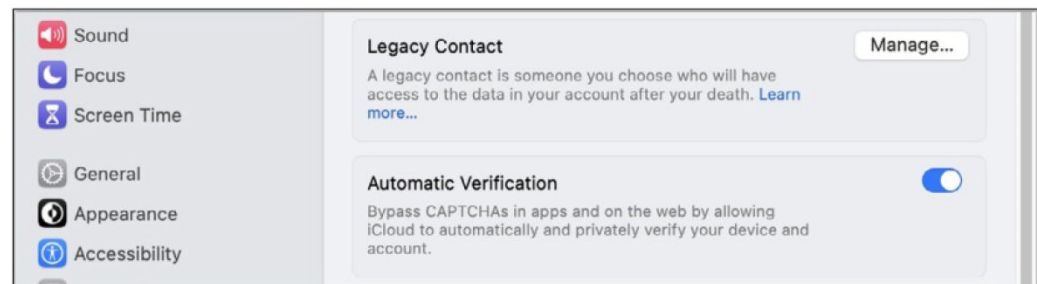 Sound
Focus
Screen Time
General
Appearance
Accessibility
Legacy Contact
Manage...
A legacy contact is someone you choose who will have
access to the data in your account after your death. Learn
more...
Automatic Verification
Bypass CAPTCHAs in apps and on the web by allowing
iCloud to automatically and privately verify your device and
account.